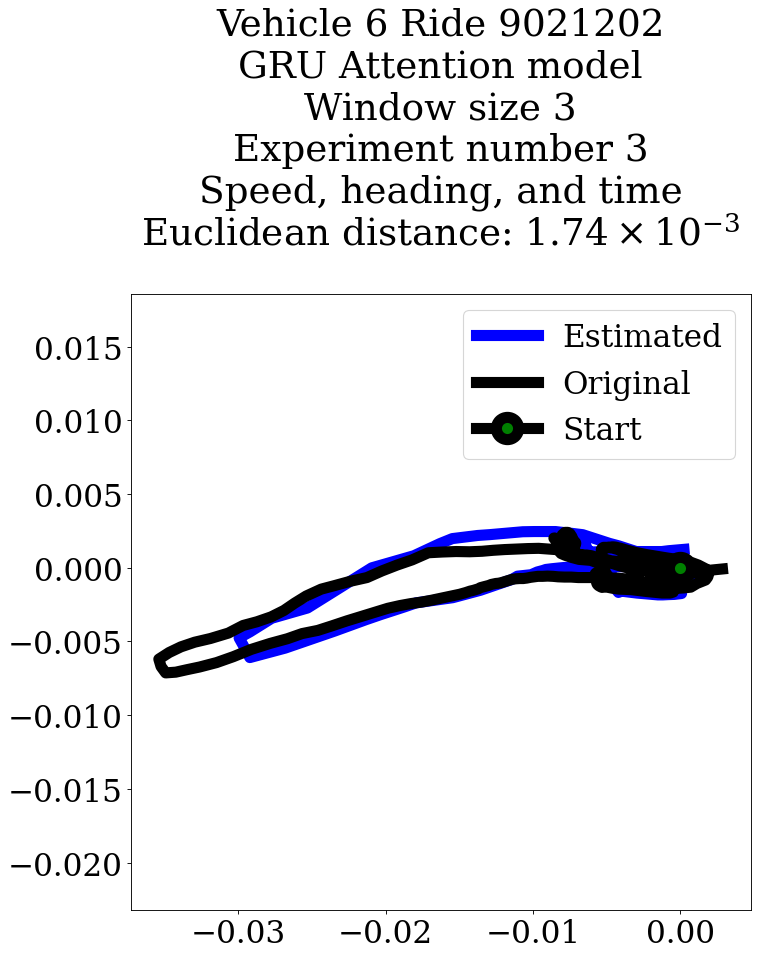 Vehicle 6 Ride 9021202
GRU Attention model
Window size 3
Experiment number 3
Speed, heading, and time
Euclidean distance: 1.74 × 10⁻³
Estimated
Original
Start
0.015
0.010
0.005
0.000
−0.005
−0.010
−0.015
−0.020
−0.03 −0.02 −0.01 0.00